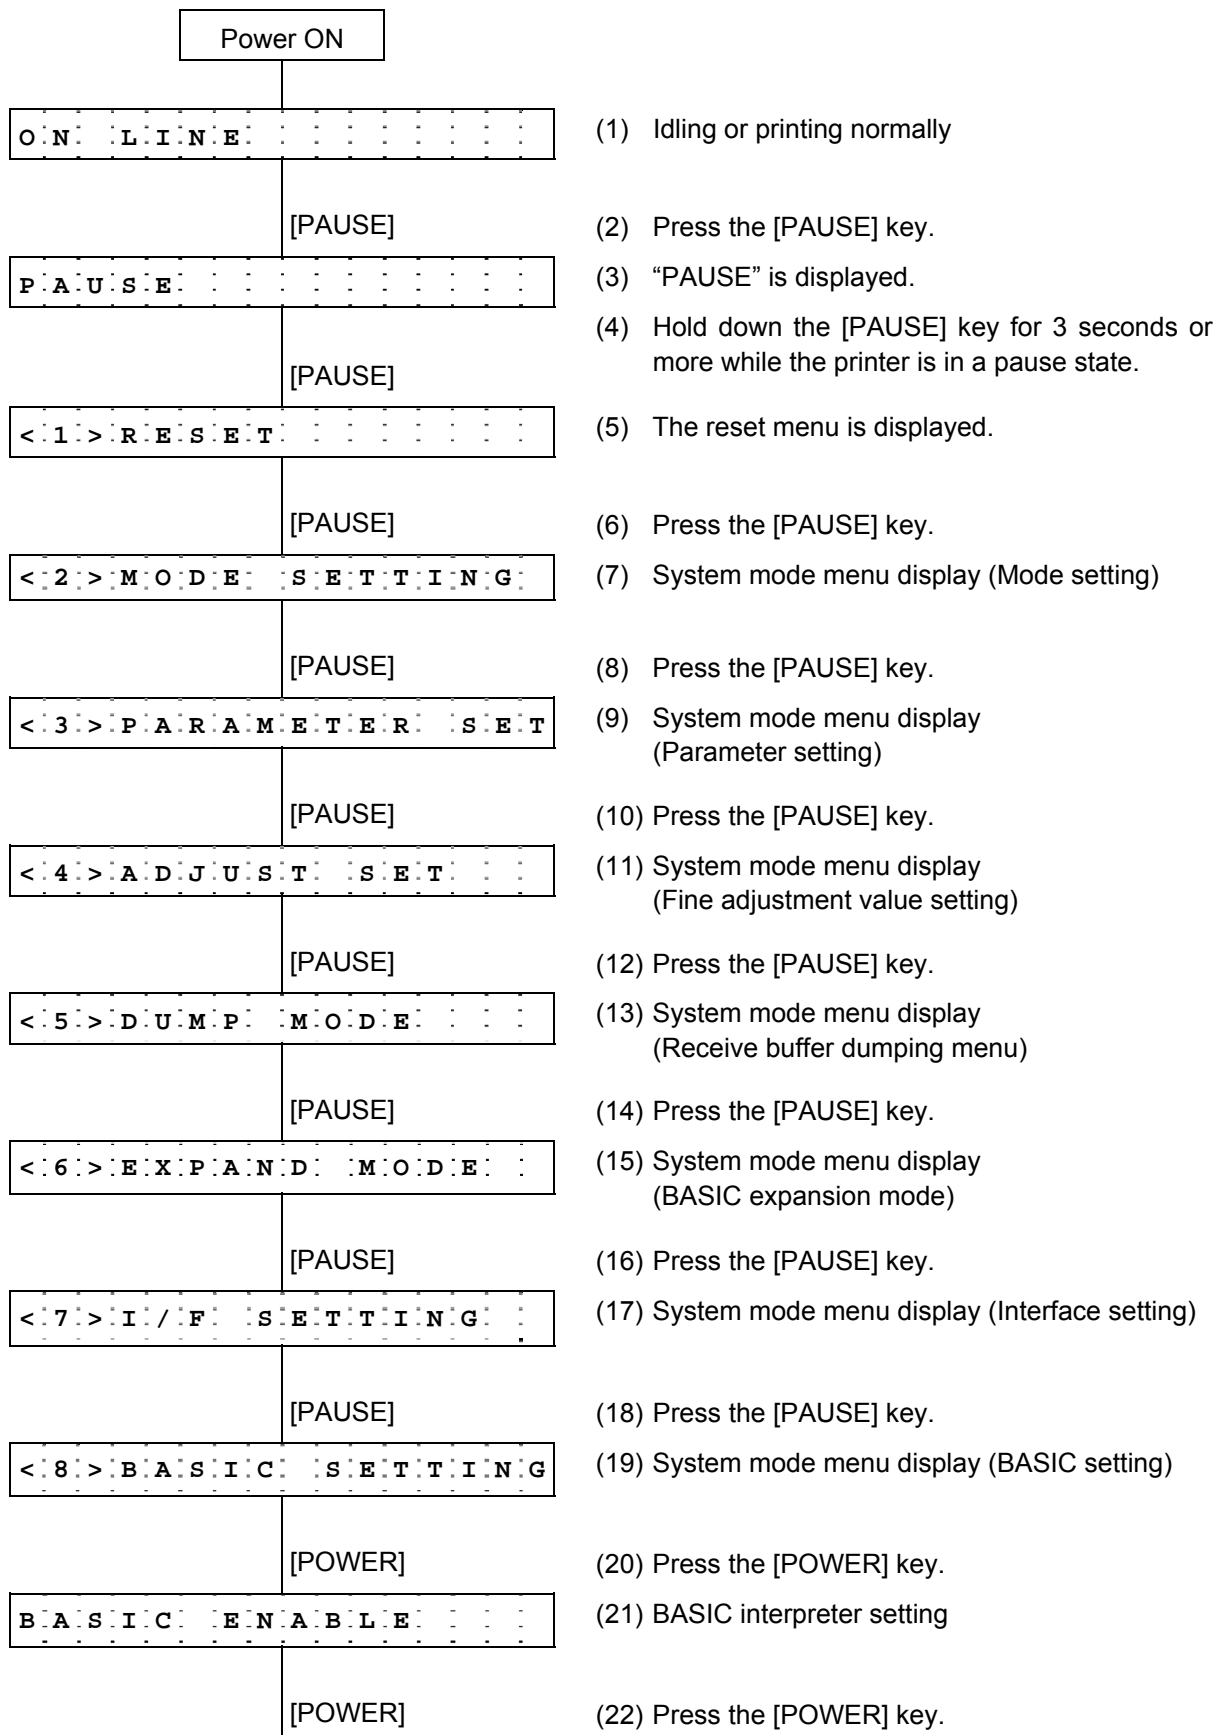 Power ON
ON LINE
(1) Idling or printing normally
[PAUSE]
(2) Press the [PAUSE] key.
PAUSE
(3) “PAUSE” is displayed.
(4) Hold down the [PAUSE] key for 3 seconds or
more while the printer is in a pause state.
[PAUSE]
<1>RESET
(5) The reset menu is displayed.
[PAUSE]
(6) Press the [PAUSE] key.
<2>MODE SETTING
(7) System mode menu display (Mode setting)
[PAUSE]
(8) Press the [PAUSE] key.
<3>PARAMETER SET
(9) System mode menu display
(Parameter setting)
[PAUSE]
(10) Press the [PAUSE] key.
<4>ADJUST SET
(11) System mode menu display
(Fine adjustment value setting)
[PAUSE]
(12) Press the [PAUSE] key.
<5>DUMP MODE
(13) System mode menu display
(Receive buffer dumping menu)
[PAUSE]
(14) Press the [PAUSE] key.
<6>EXPAND MODE
(15) System mode menu display
(BASIC expansion mode)
[PAUSE]
(16) Press the [PAUSE] key.
<7>I/F SETTING
(17) System mode menu display (Interface setting)
[PAUSE]
(18) Press the [PAUSE] key.
<8>BASIC SETTING
(19) System mode menu display (BASIC setting)
[POWER]
(20) Press the [POWER] key.
BASIC ENABLE
(21) BASIC interpreter setting
[POWER]
(22) Press the [POWER] key.